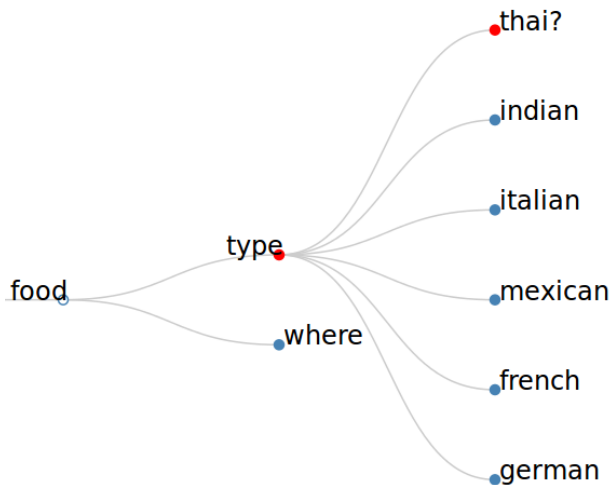 thai?
indian
italian
type
food
mexican
where
french
german